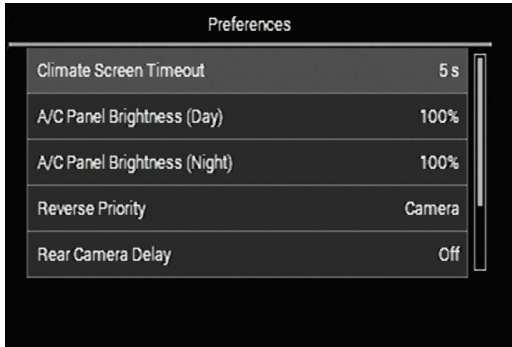 Preferences
Climate Screen Timeout 5 s
A/C Panel Brightness (Day) 100%
A/C Panel Brightness (Night) 100%
Reverse Priority Camera
Rear Camera Delay Off